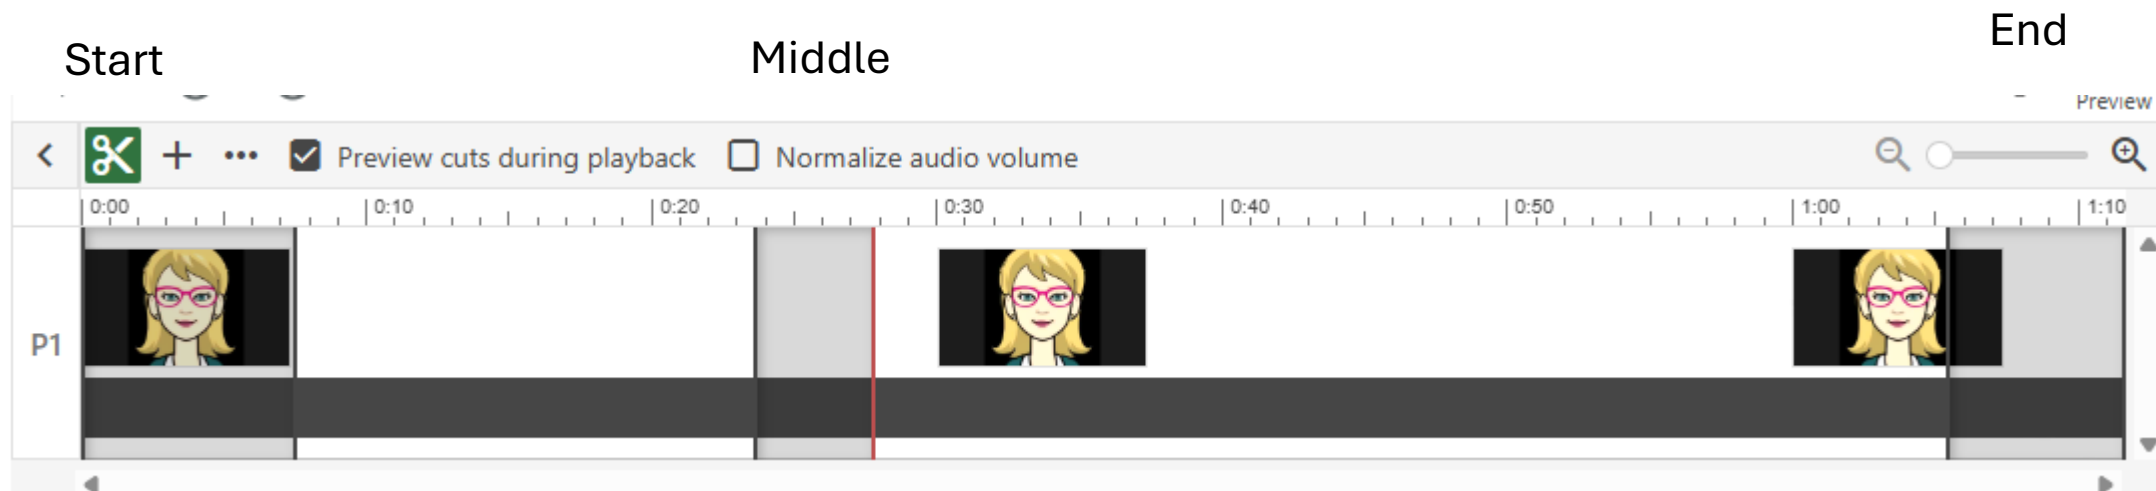 Start
Middle
End
Preview
Preview cuts during playback
Normalize audio volume
0:00 0:10 0:20 0:30 0:40 0:50 1:00 1:10
P1